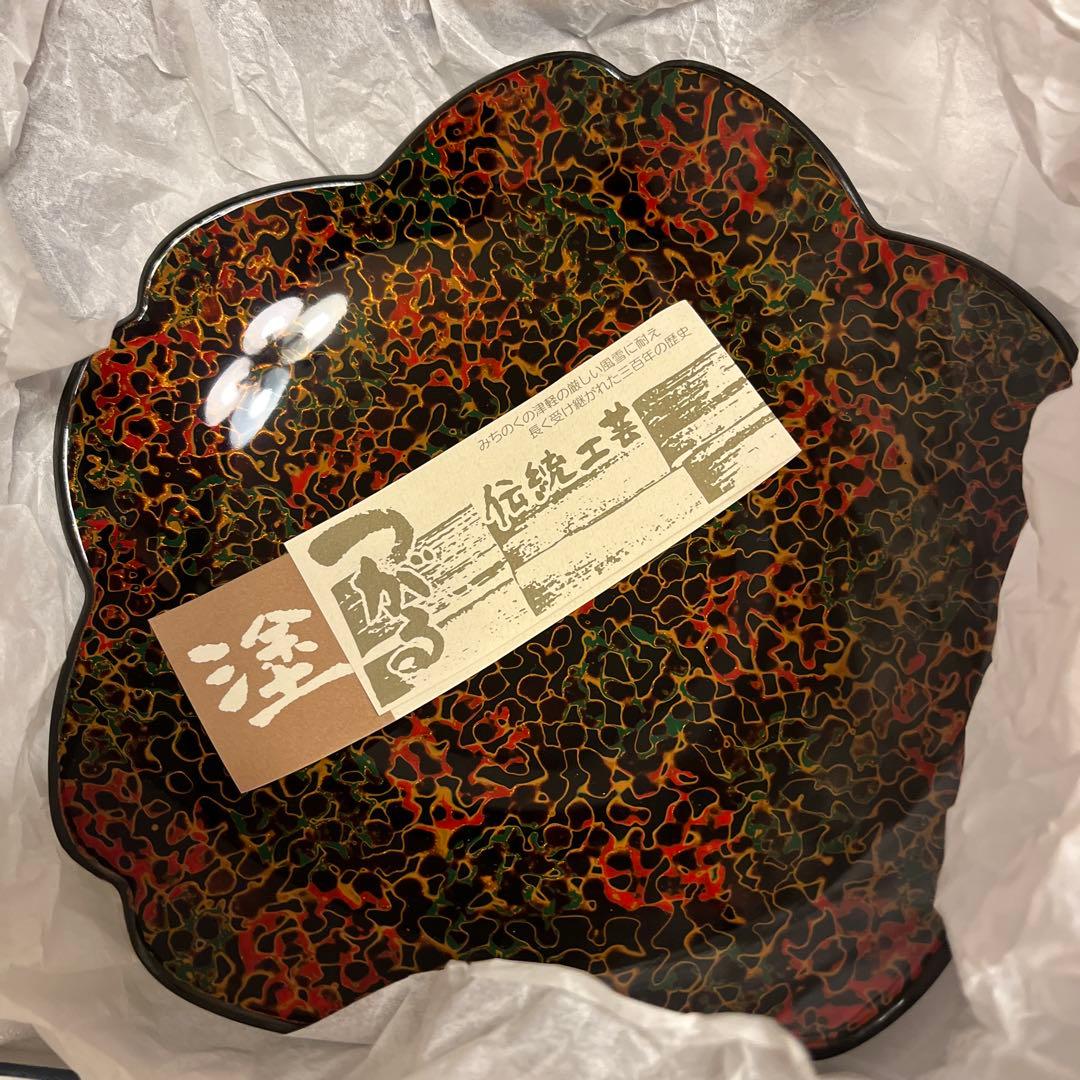 みちのくの津軽の厳しい風雪に耐え
長く受け継がれた三百年の歴史
伝統工芸
つがる
塗